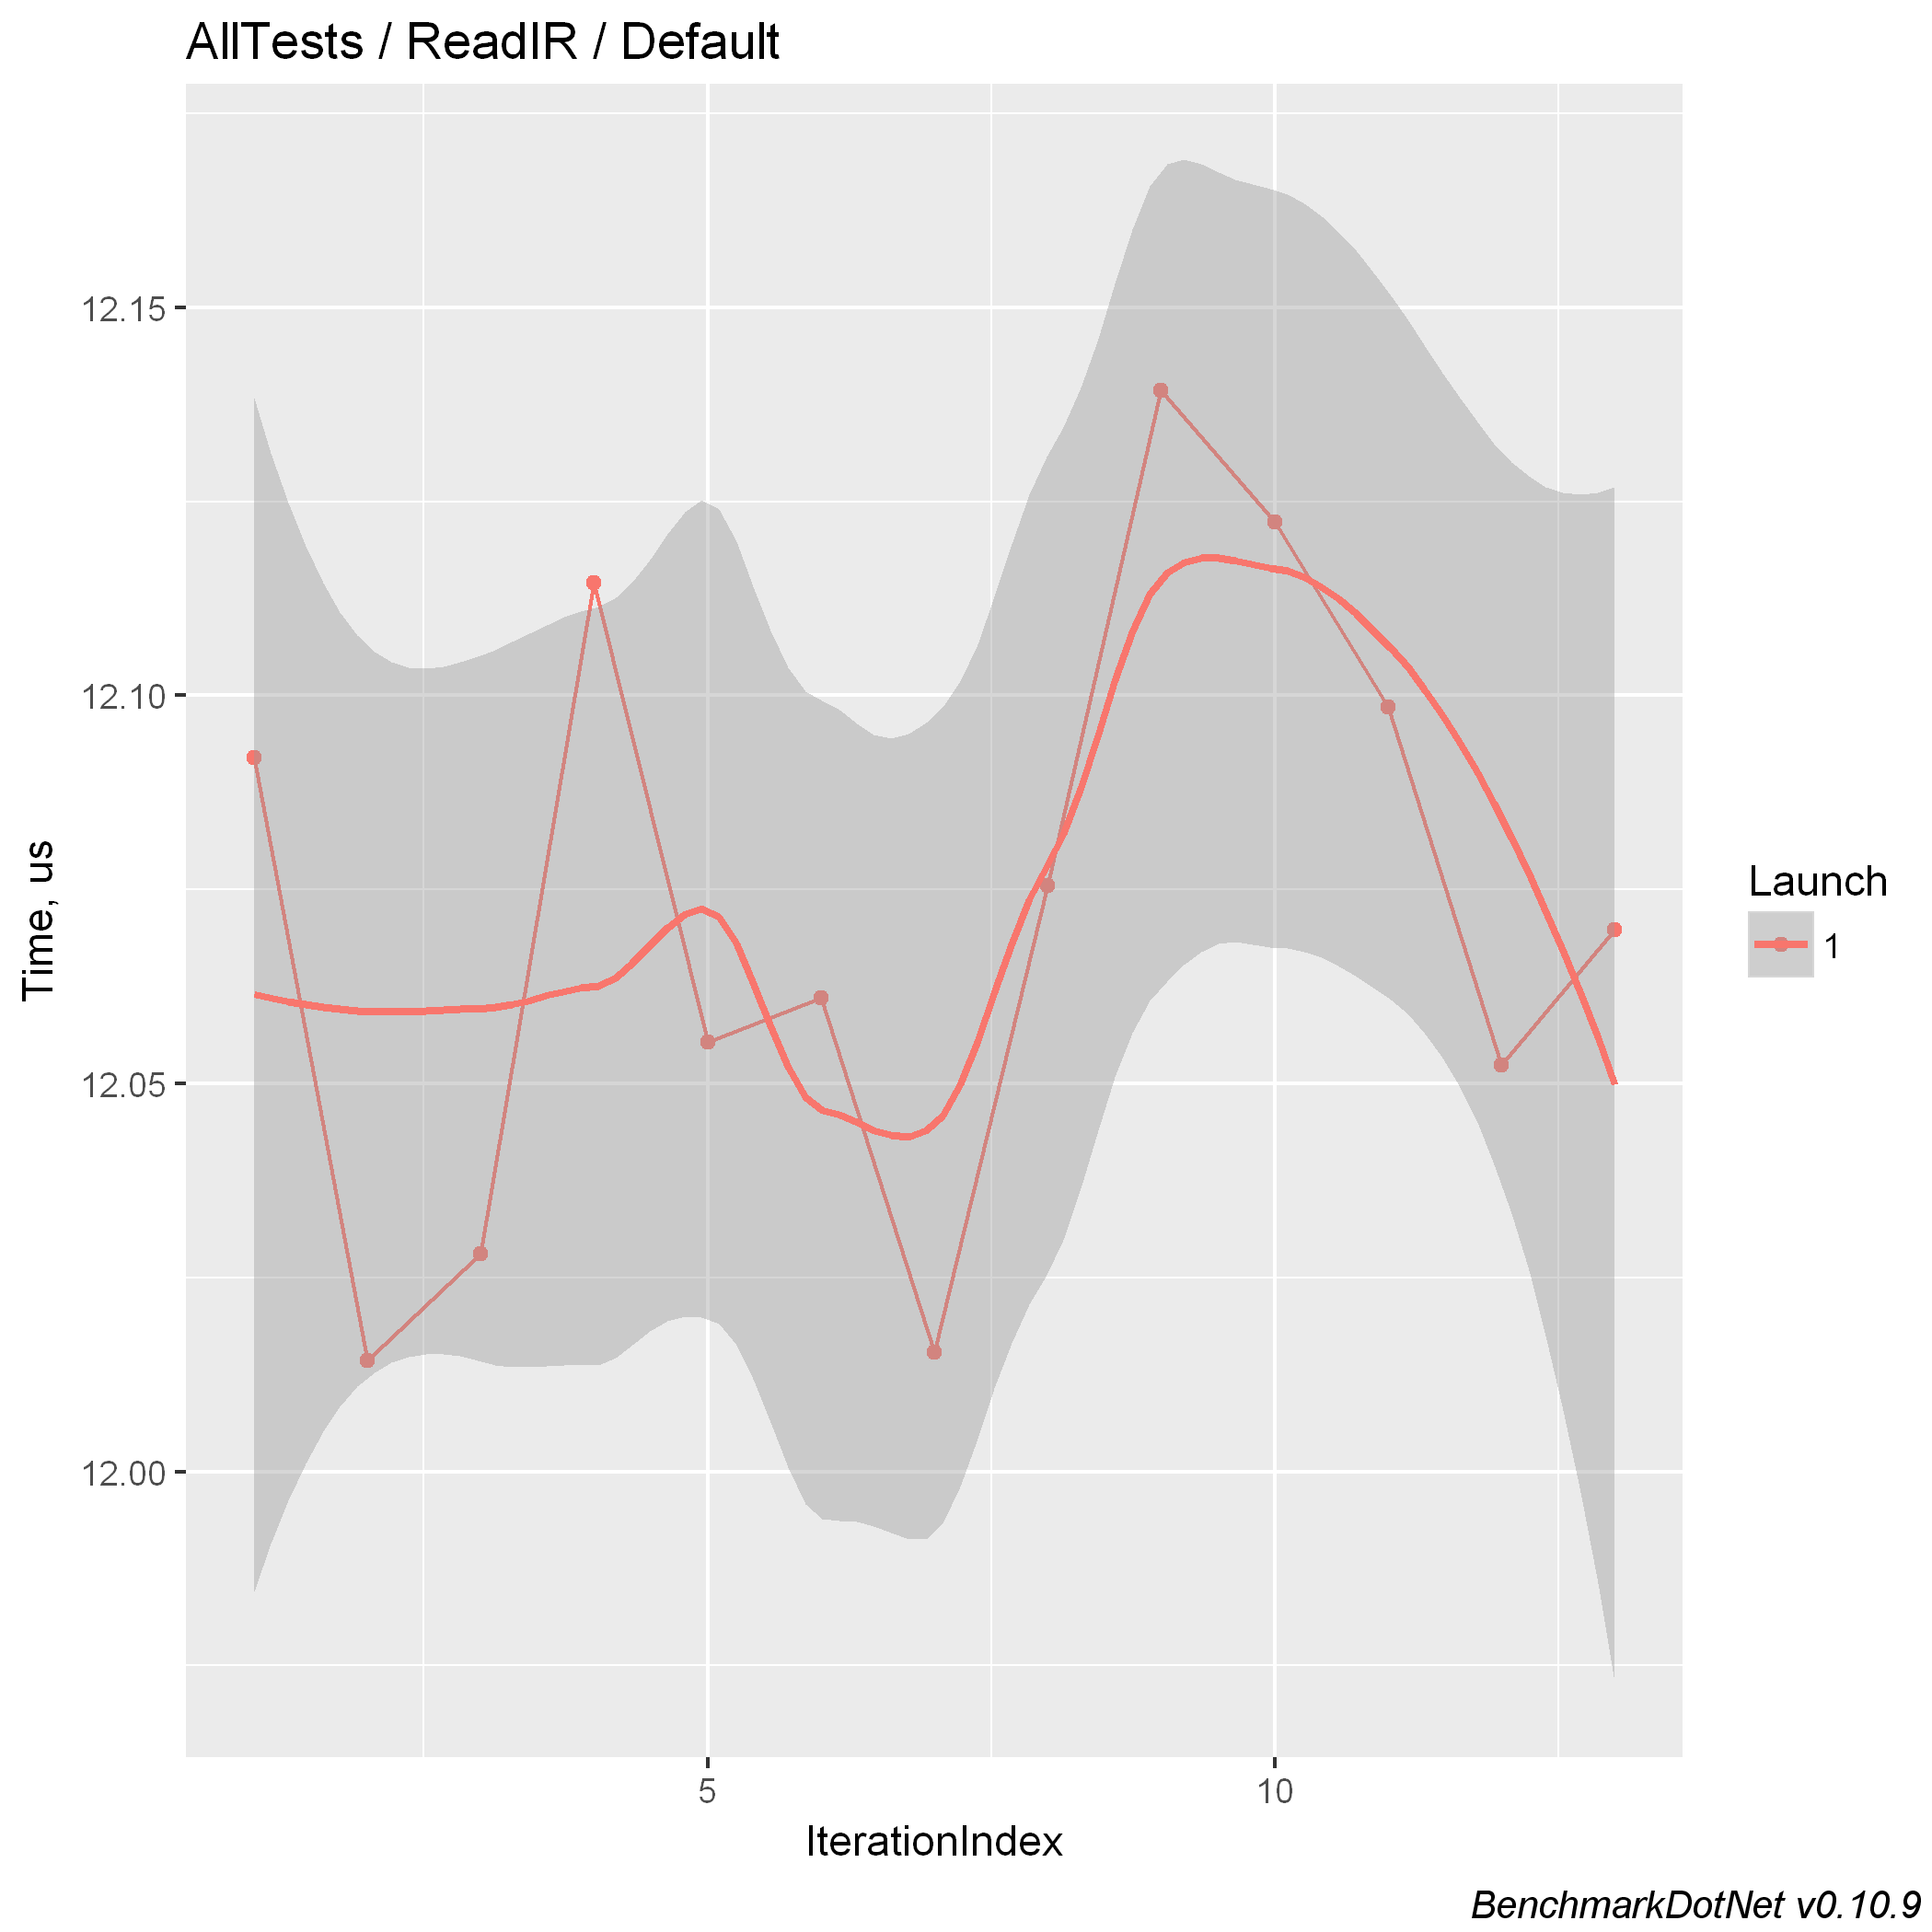 AllTests / ReadIR / Default
Time, us
12.15
12.10
12.05
12.00
5
10
IterationIndex
Launch
1
BenchmarkDotNet v0.10.9